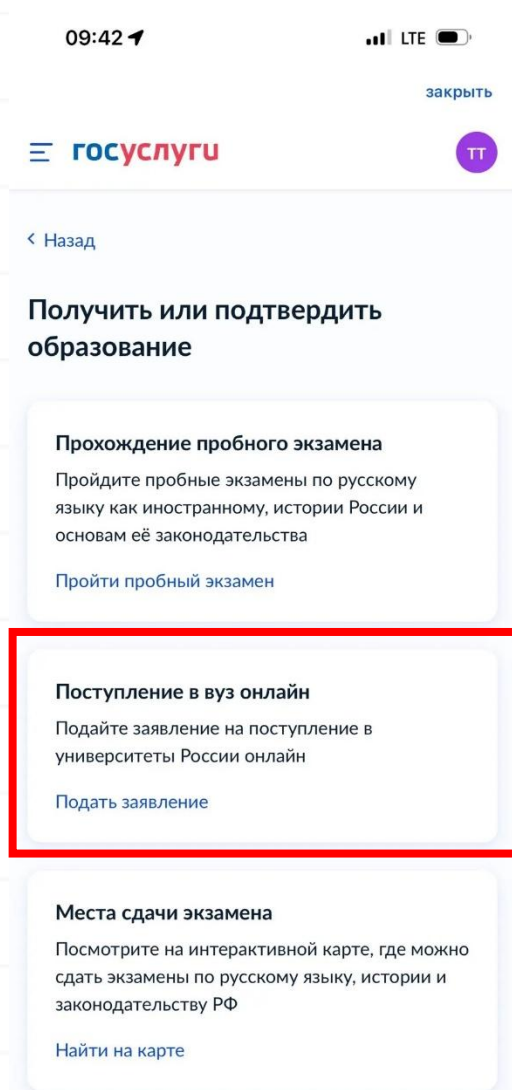 09:42 LTE
закрыть
госуслуги ТТ
Назад
Получить или подтвердить
образование
Прохождение пробного экзамена
Пройдите пробные экзамены по русскому
языку как иностранному, истории России и
основам её законодательства
Пройти пробный экзамен
Поступление в вуз онлайн
Подайте заявление на поступление в
университеты России онлайн
Подать заявление
Места сдачи экзамена
Посмотрите на интерактивной карте, где можно
сдать экзамены по русскому языку, истории и
законодательству РФ
Найти на карте